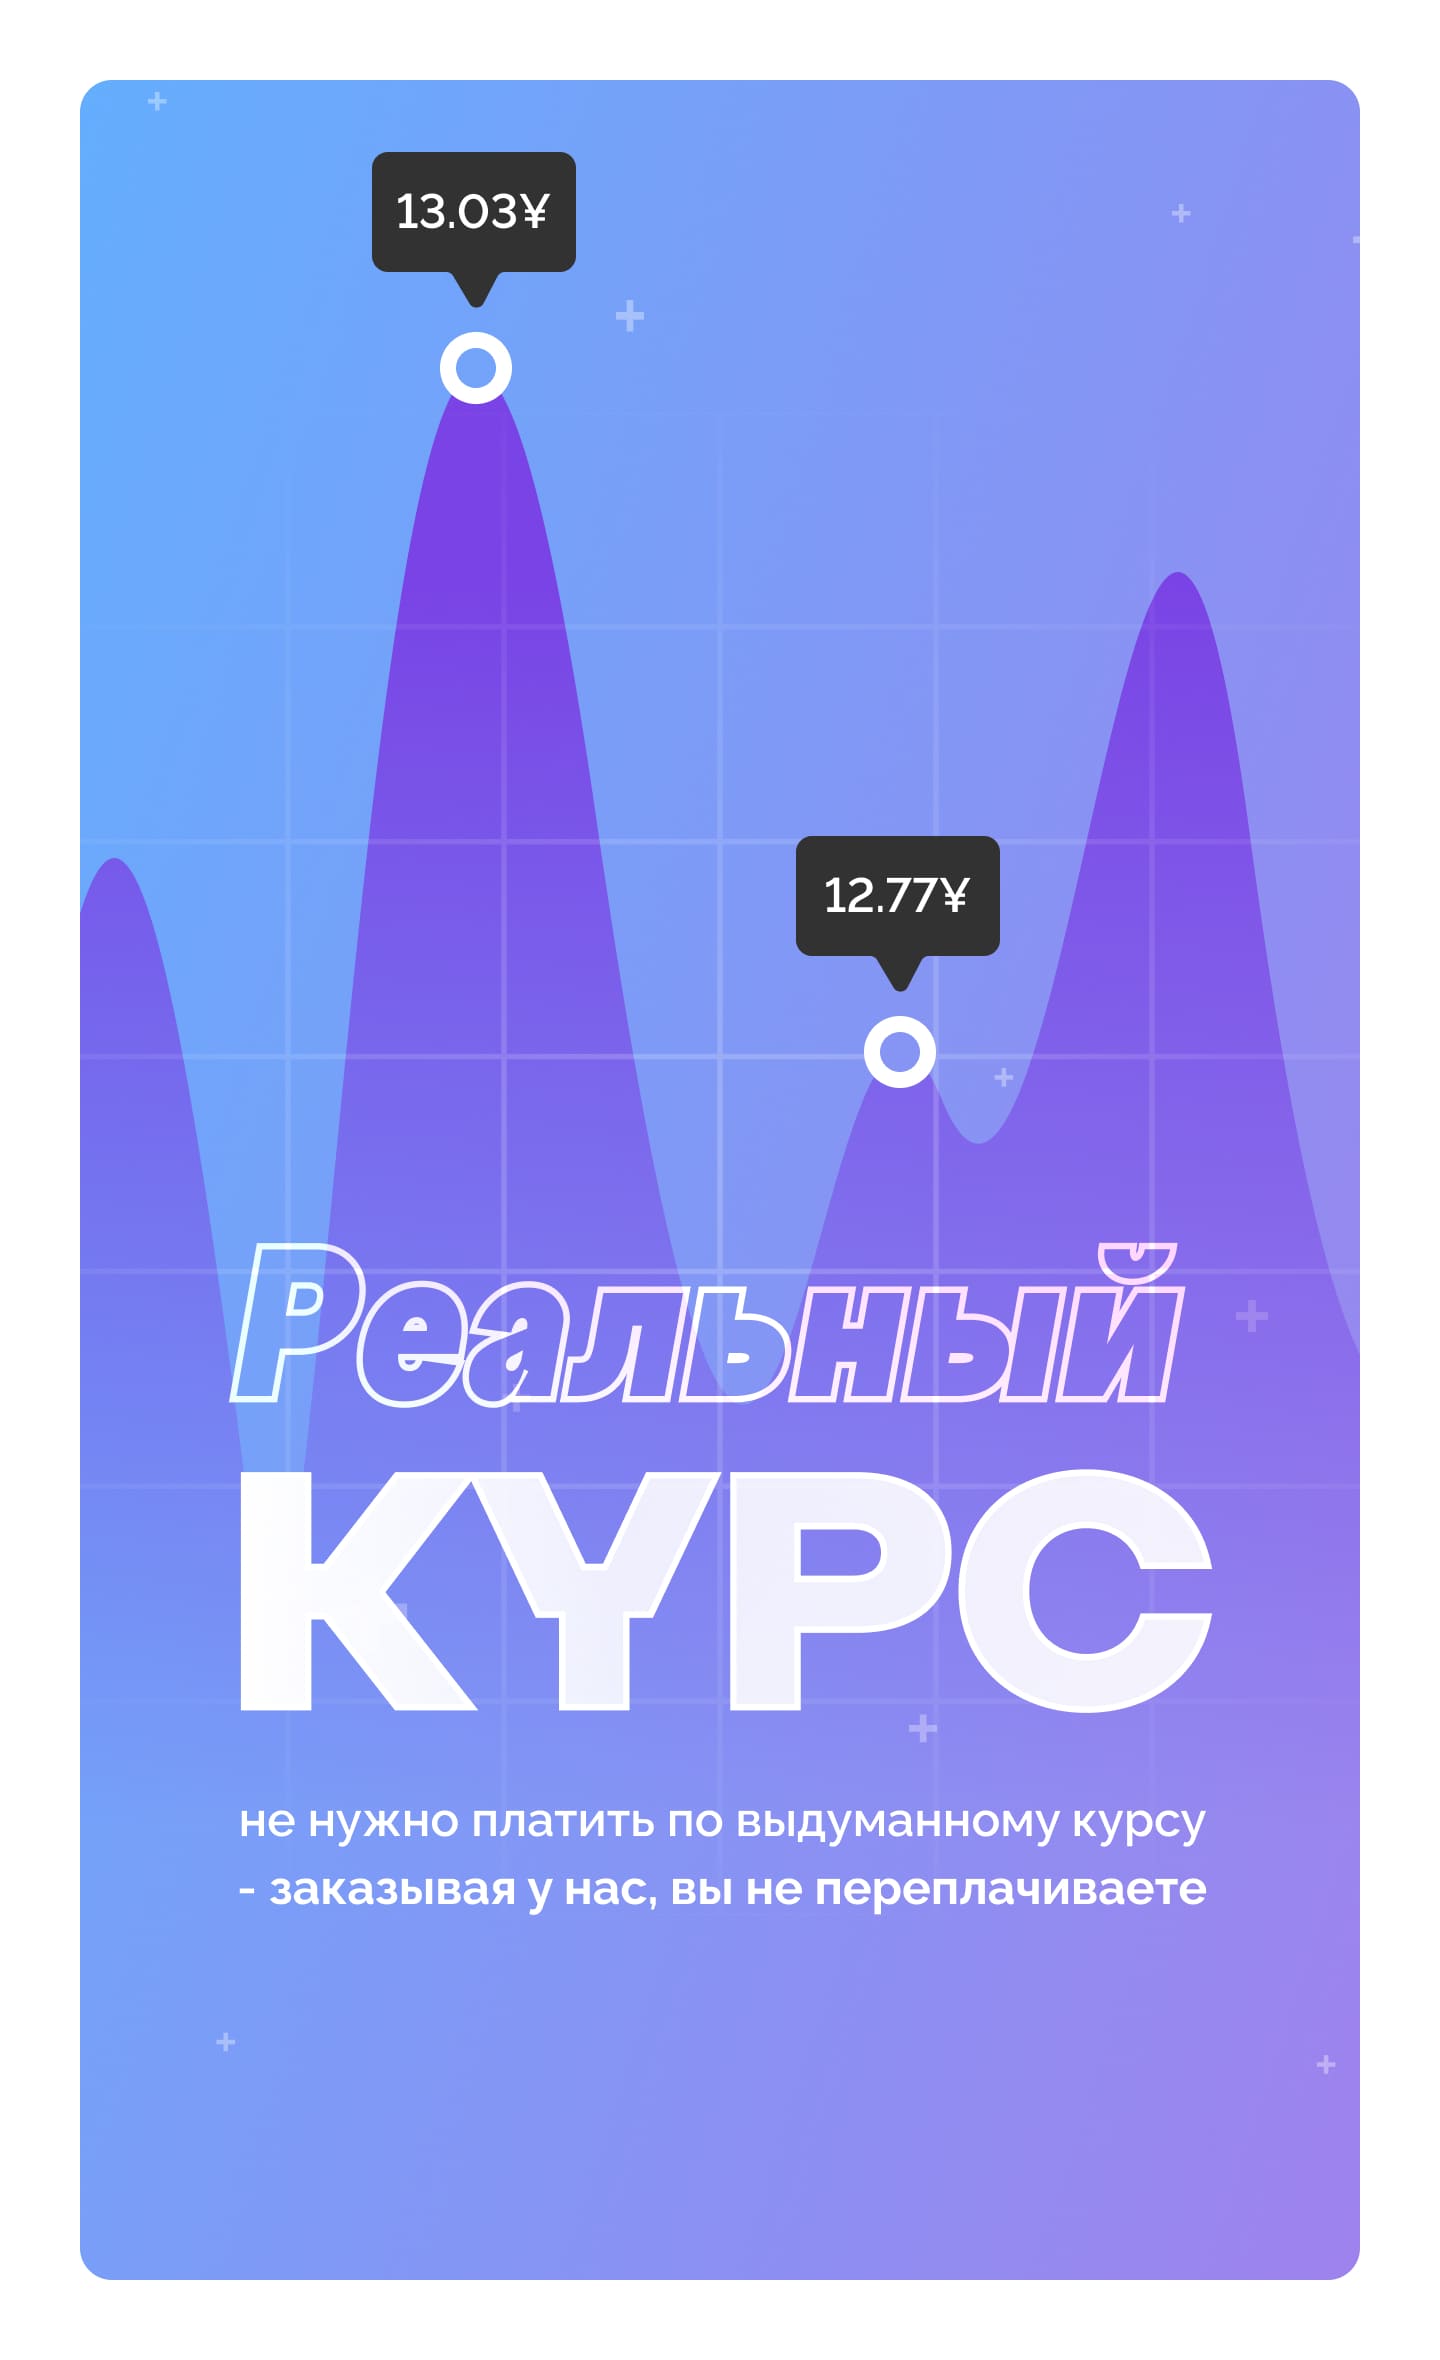 13.03¥
12.77¥
Реальный
КУРС
не нужно платить по выдуманному курсу
- заказывая у нас, вы не переплачиваете